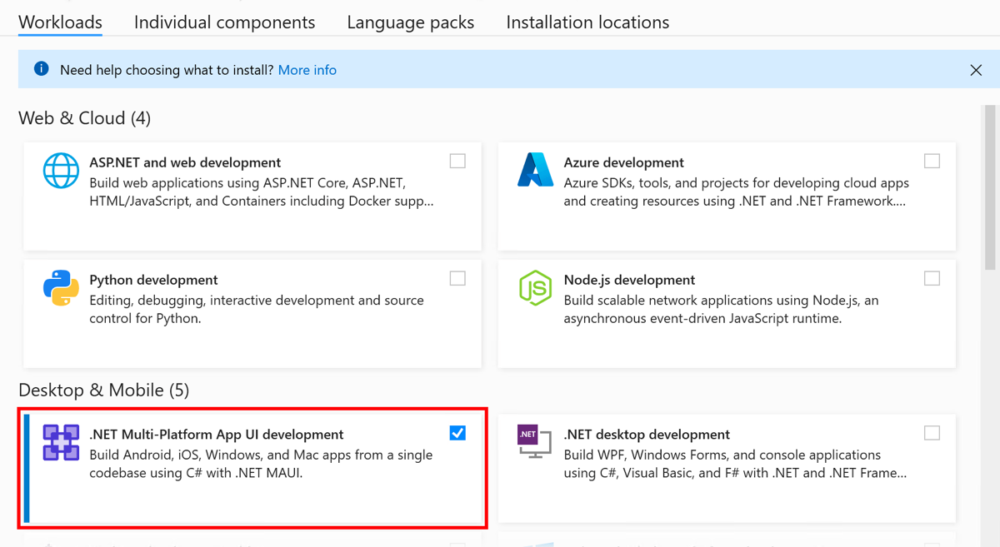 Workloads Individual components Language packs Installation locations
Need help choosing what to install? More info
Web & Cloud (4)
ASP.NET and web development
Build web applications using ASP.NET Core, ASP.NET,
HTML/JavaScript, and Containers including Docker supp...
Azure development
Azure SDKs, tools, and projects for developing cloud apps
and creating resources using .NET and .NET Framework....
Python development
Editing, debugging, interactive development and source
control for Python.
JS
Node.js development
Build scalable network applications using Node.js, an
asynchronous event-driven JavaScript runtime.
Desktop & Mobile (5)
.NET Multi-Platform App UI development
Build Android, iOS, Windows, and Mac apps from a single
codebase using C# with .NET MAUI.
.NET
.NET desktop development
Build WPF, Windows Forms, and console applications
using C#, Visual Basic, and F# with .NET and .NET Frame...